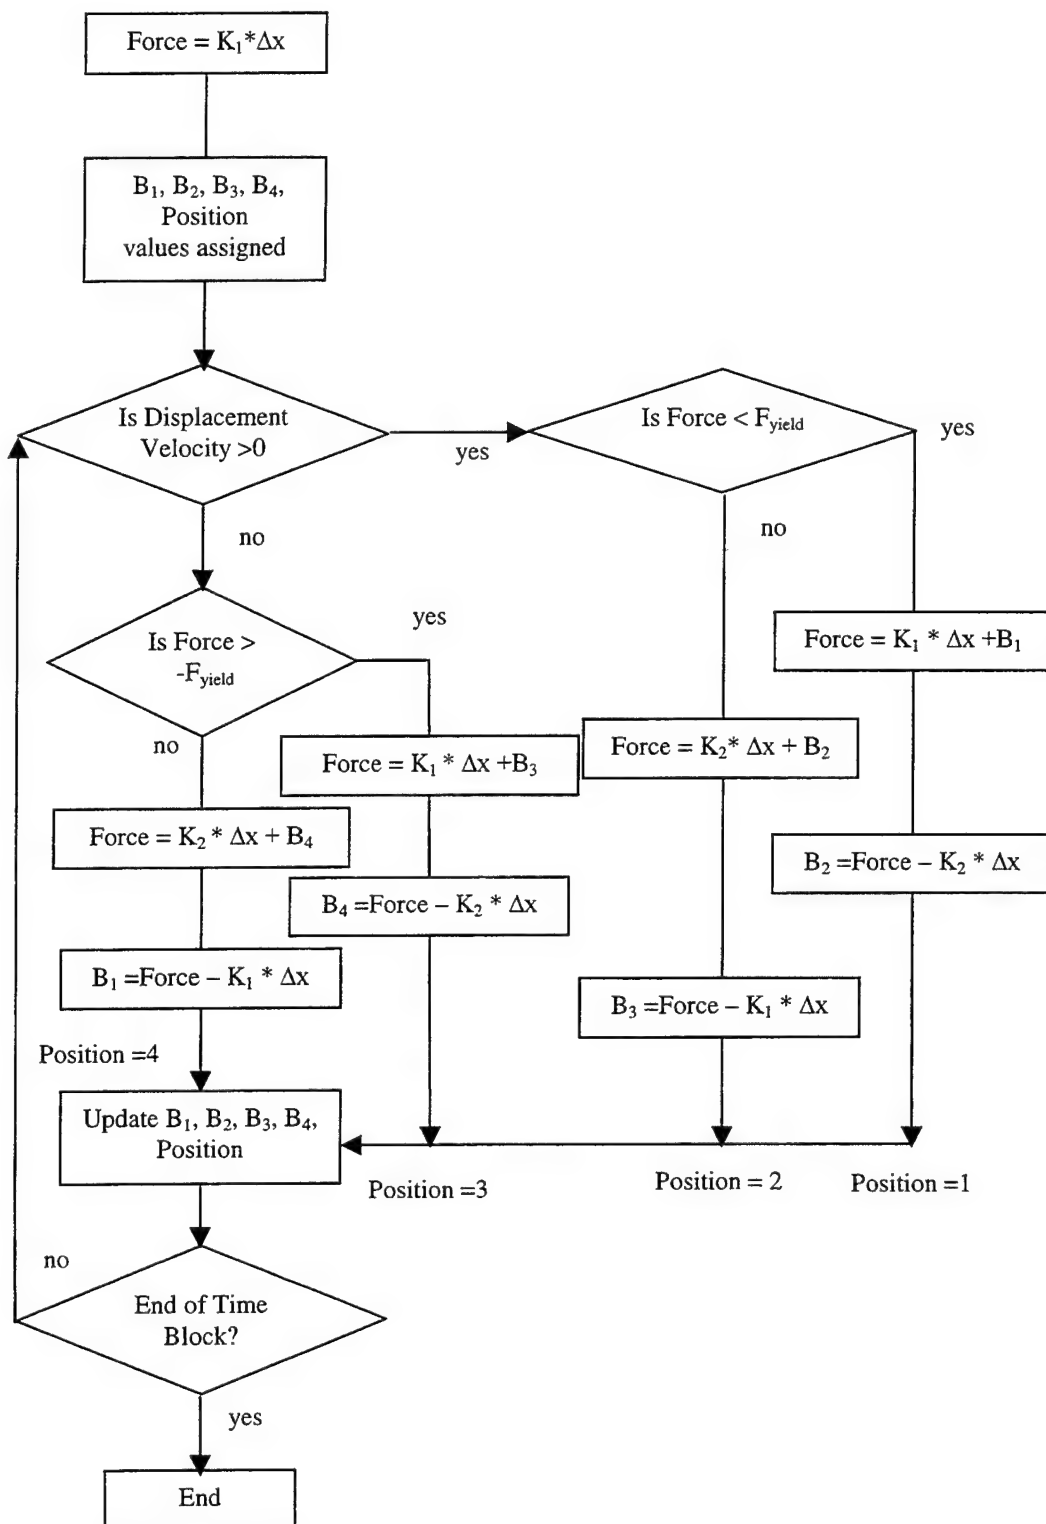 Force = K₁*Δx
B₁, B₂, B₃, B₄,
Position
values assigned
Is Displacement
Velocity >0
yes
Is Force < F_yield
yes
no
no
Is Force >
-F_yield
yes
no
Force = K₁ * Δx +B₁
Force = K₂* Δx + B₂
Force = K₁ * Δx +B₃
Force = K₂ * Δx + B₄
B₂ =Force – K₂ * Δx
B₄ =Force – K₂ * Δx
B₁ =Force – K₁ * Δx
B₃ =Force – K₁ * Δx
Position =4
Update B₁, B₂, B₃, B₄,
Position
Position =3
Position = 2
Position =1
no
End of Time
Block?
yes
End